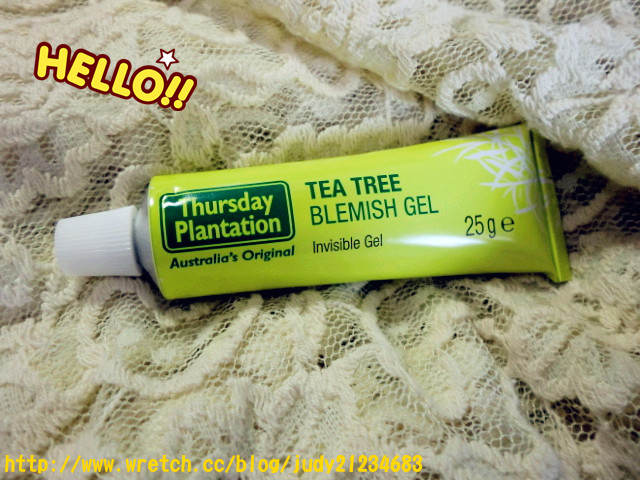 HELLO!!
Thursday
Plantation
Australia's Original
TEA TREE
BLEMISH GEL
Invisible Gel
25g e
http://www.wretch.cc/blog/judy21234683